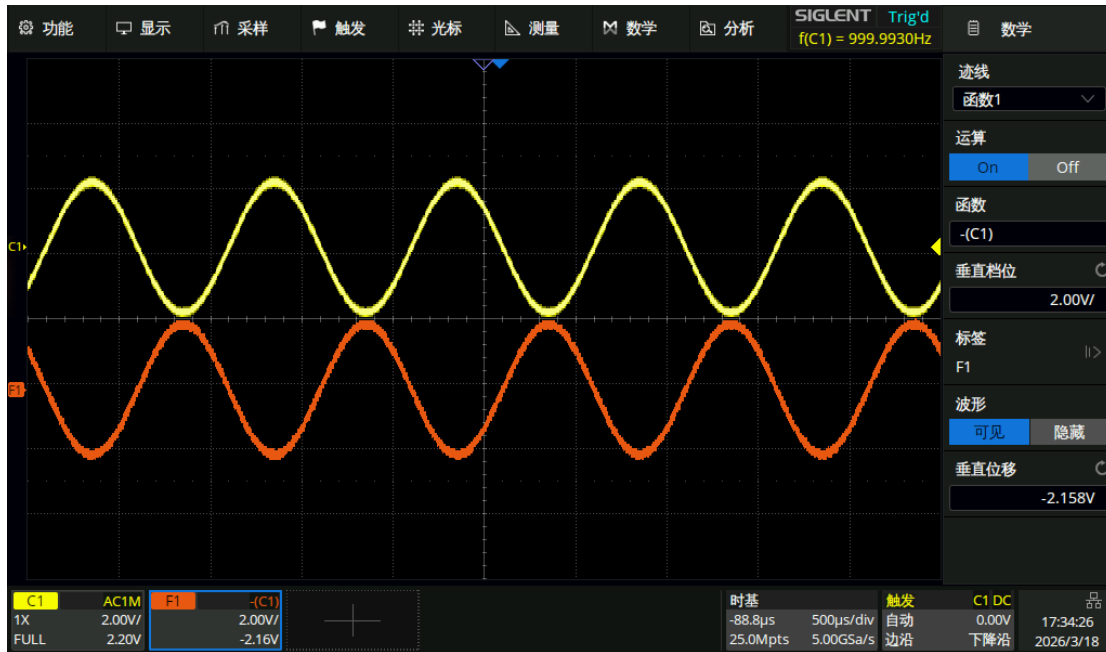 功能 显示 采样 触发 光标 测量 数学 分析
SIGLENT Trig'd
f(C1) = 999.9930Hz
数学
迹线
函数1
运算
On Off
函数
-(C1)
垂直档位
2.00V/
标签
F1
波形
可见 隐藏
垂直位移
-2.158V
C1
F1
C1 AC1M
1X 2.00V/
FULL 2.20V
F1 -(C1)
2.00V/
-2.16V
时基
-88.8μs 500μs/div
25.0Mpts 5.00GSa/s
触发 C1 DC
自动 0.00V
边沿 下降沿
17:34:26
2026/3/18